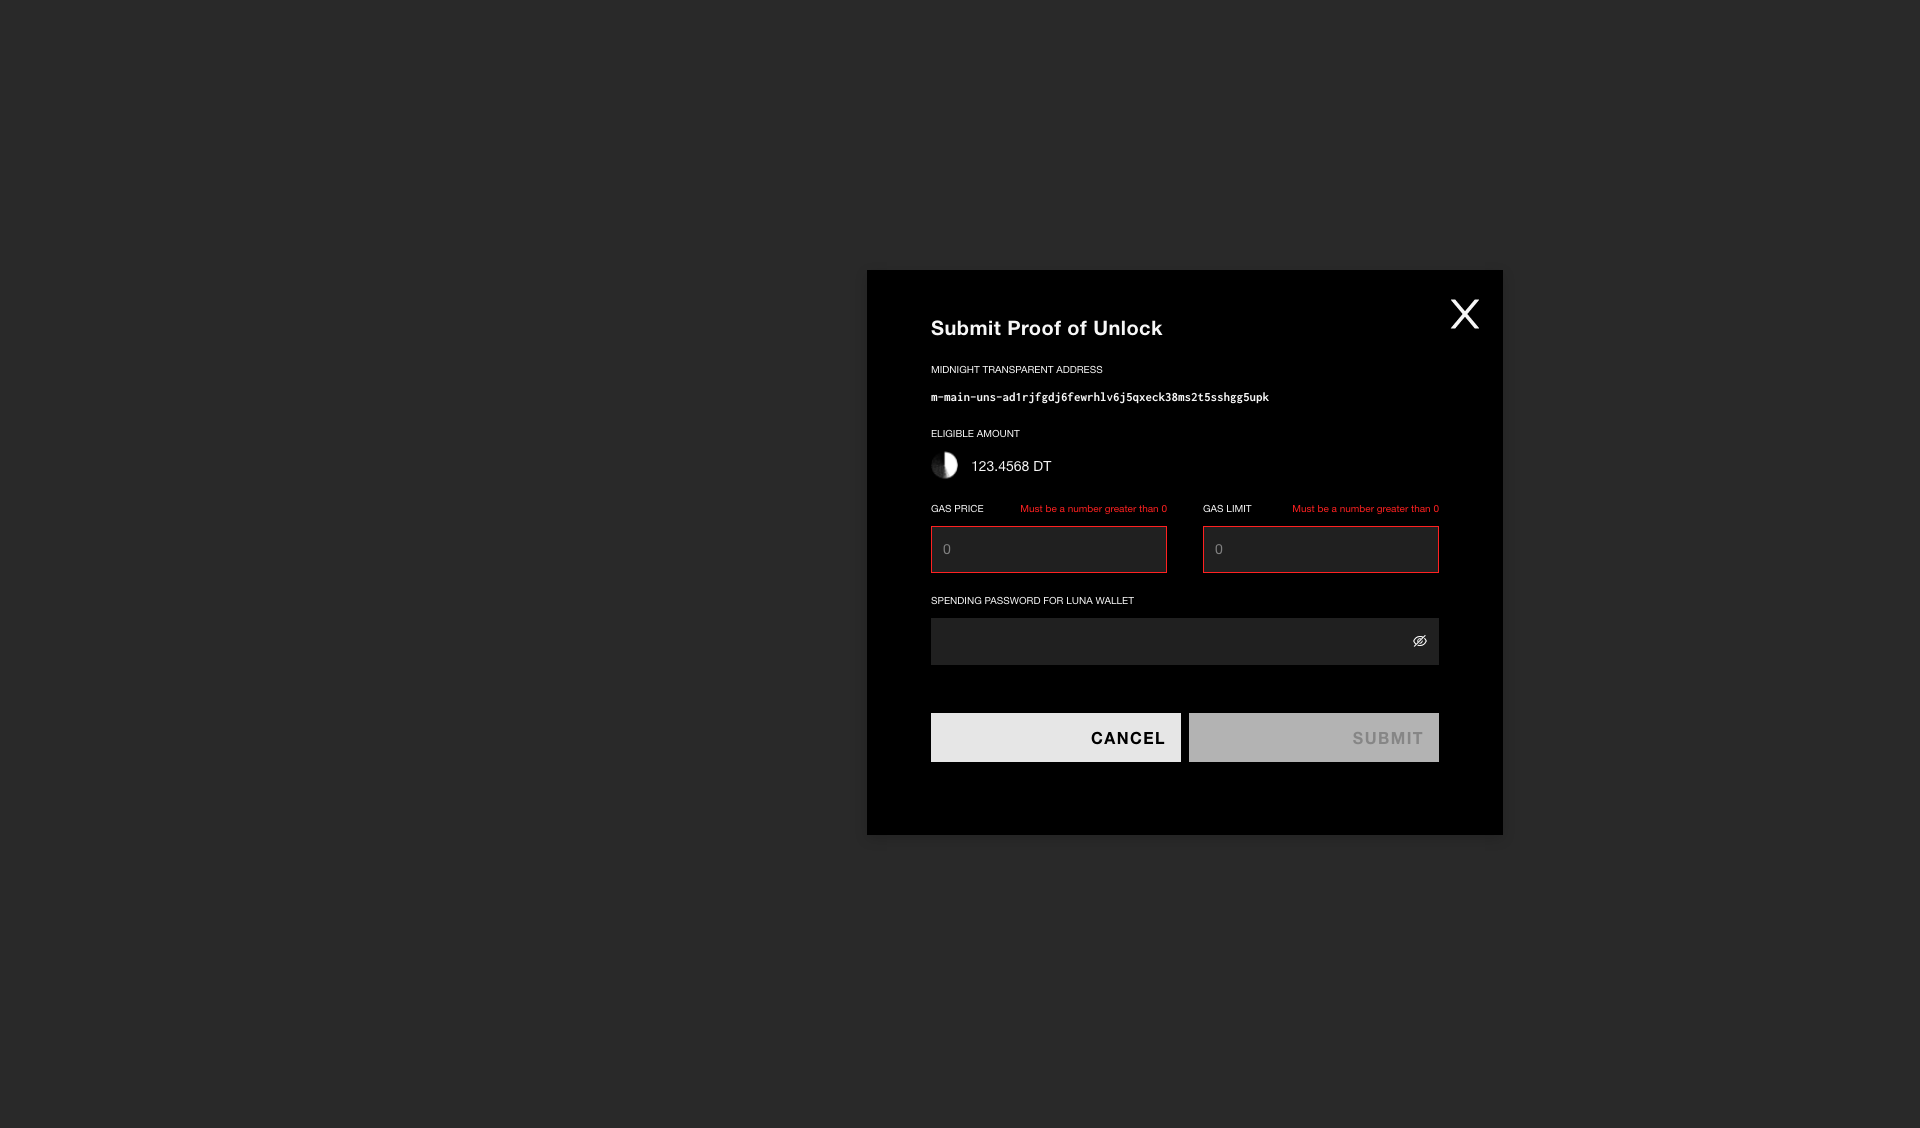 Submit Proof of Unlock
MIDNIGHT TRANSPARENT ADDRESS
m-main-uns-ad1rjfgdj6fewrhlv6j5qxeck38ms2t5sshgg5upk
ELIGIBLE AMOUNT
123.4568 DT
GAS PRICE Must be a number greater than 0 GAS LIMIT Must be a number greater than 0
0 0
SPENDING PASSWORD FOR LUNA WALLET
CANCEL SUBMIT